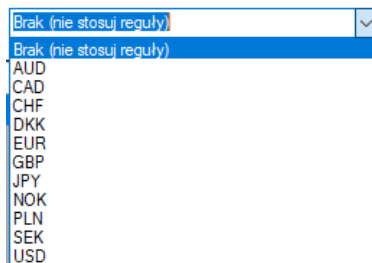 Brak (nie stosuj reguły)
Brak (nie stosuj reguły)
AUD
CAD
CHF
DKK
EUR
GBP
JPY
NOK
PLN
SEK
USD